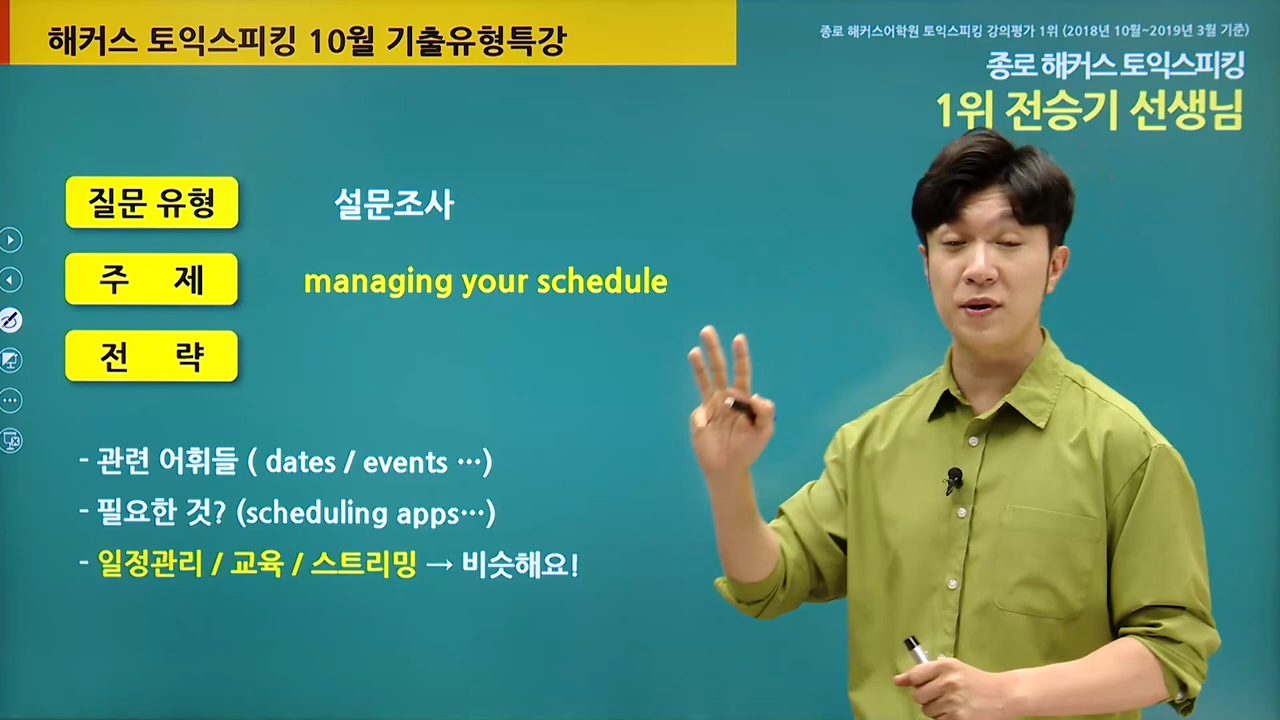 해커스 토익스피킹 10월 기출유형특강
종로 해커스어학원 토익스피킹 강의평가 1위 (2018년 10월~2019년 3월 기준)
종로 해커스 토익스피킹
1위 전승기 선생님
질문 유형 설문조사
주 제 managing your schedule
전 략
- 관련 어휘들 ( dates / events ⋯)
- 필요한 것? (scheduling apps⋯)
- 일정관리 / 교육 / 스트리밍 → 비슷해요!